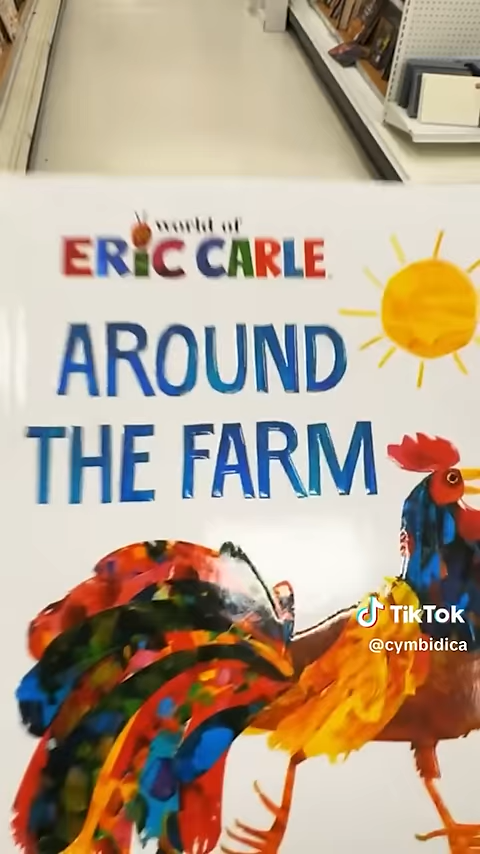 world of
ERIC CARLE
AROUND
THE FARM
TikTok
@cymbidica